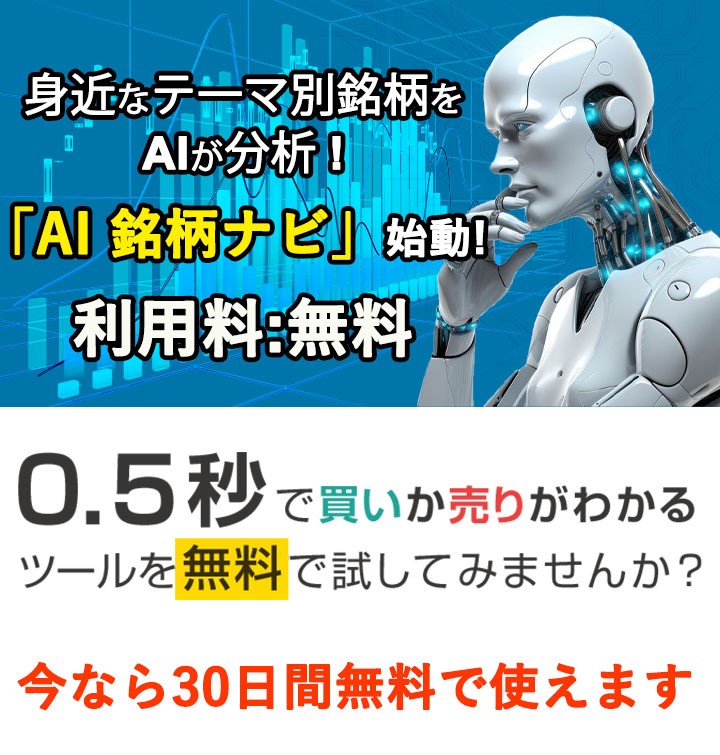 身近なテーマ別銘柄を
AIが分析！
「AI 銘柄ナビ」始動!
利用料:無料
0.5秒で買いか売りがわかる
ツールを無料で試してみませんか？
今なら30日間無料で使えます